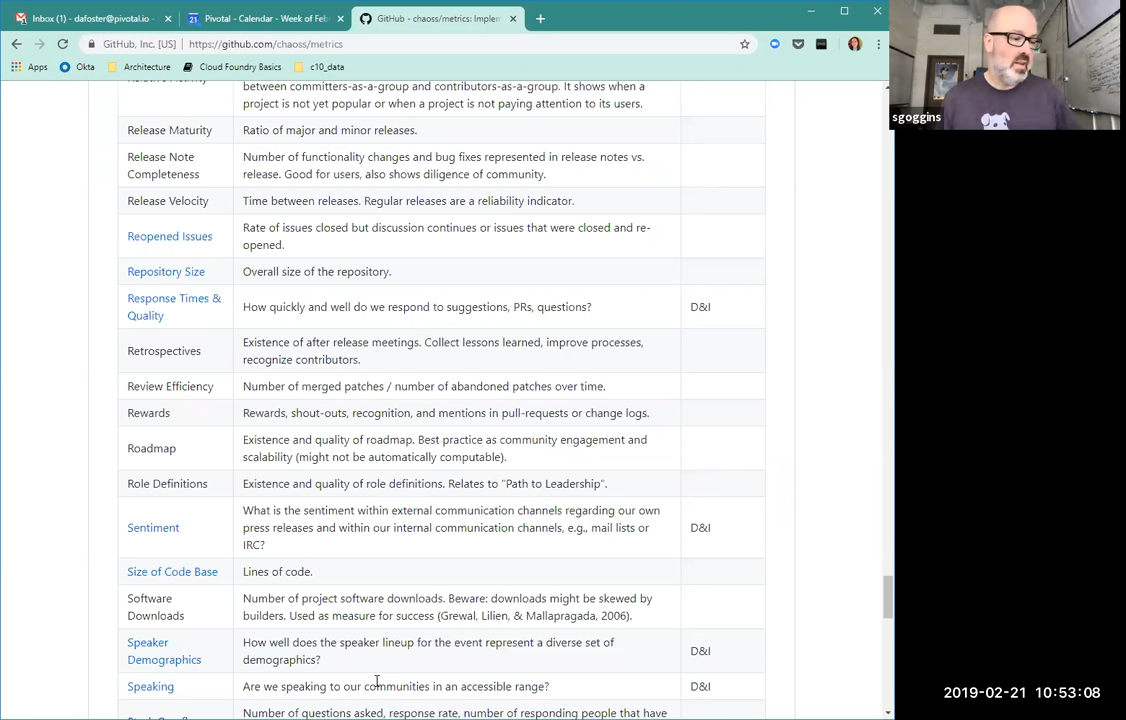 Inbox (1) - dafoster@pivotal.io -
Pivotal - Calendar - Week of Feb
GitHub - chaoss/metrics: Implem
GitHub, Inc. [US]
https://github.com/chaoss/metrics
Apps
Okta
Architecture
Cloud Foundry Basics
c10_data
between committers-as-a-group and contributors-as-a-group. It shows when a
project is not yet popular or when a project is not paying attention to its users.
Release Maturity
Ratio of major and minor releases.
Release Note
Completeness
Number of functionality changes and bug fixes represented in release notes vs.
release. Good for users, also shows diligence of community.
Release Velocity
Time between releases. Regular releases are a reliability indicator.
Reopened Issues
Rate of issues closed but discussion continues or issues that were closed and re-
opened.
Repository Size
Overall size of the repository.
Response Times &
Quality
How quickly and well do we respond to suggestions, PRs, questions?
D&I
Retrospectives
Existence of after release meetings. Collect lessons learned, improve processes,
recognize contributors.
Review Efficiency
Number of merged patches / number of abandoned patches over time.
Rewards
Rewards, shout-outs, recognition, and mentions in pull-requests or change logs.
Roadmap
Existence and quality of roadmap. Best practice as community engagement and
scalability (might not be automatically computable).
Role Definitions
Existence and quality of role definitions. Relates to "Path to Leadership".
Sentiment
What is the sentiment within external communication channels regarding our own
press releases and within our internal communication channels, e.g., mail lists or
IRC?
D&I
Size of Code Base
Lines of code.
Software
Downloads
Number of project software downloads. Beware: downloads might be skewed by
builders. Used as measure for success (Grewal, Lilien, & Mallapragada, 2006).
Speaker
Demographics
How well does the speaker lineup for the event represent a diverse set of
demographics?
D&I
Speaking
Are we speaking to our communities in an accessible range?
D&I
Number of questions asked, response rate, number of responding people that have
sgoggins
2019-02-21 10:53:08